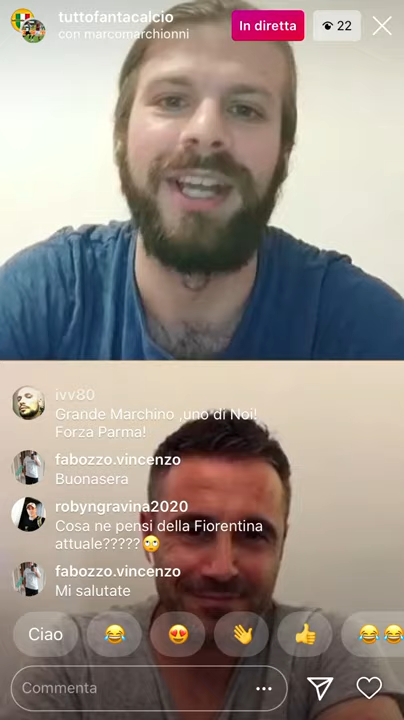 tuttofantacalcio
con marcomarchionni
In diretta
22
ivv80
Grande Marchino ,uno di Noi!
Forza Parma!
fabozzo.vincenzo
Buonasera
robyngravina2020
Cosa ne pensi della Fiorentina
attuale?????🙄
fabozzo.vincenzo
Mi salutate
Ciao
Commenta